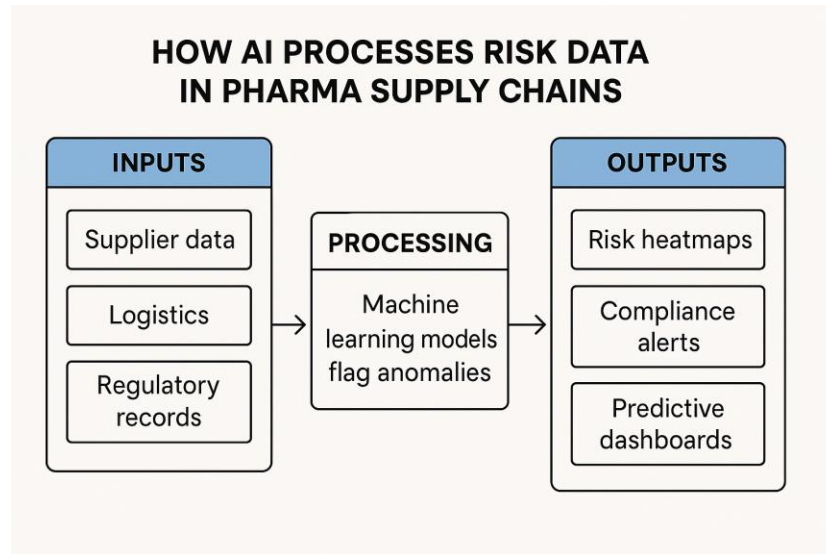 HOW AI PROCESSES RISK DATA
IN PHARMA SUPPLY CHAINS
INPUTS
Supplier data
Logistics
Regulatory
records
PROCESSING
Machine
learning models
flag anomalies
OUTPUTS
Risk heatmaps
Compliance
alerts
Predictive
dashboards